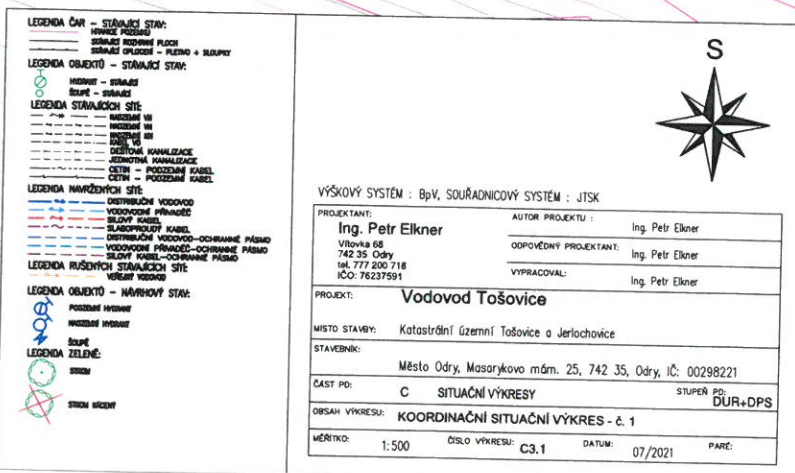 LEGENDA ČAR - STÁVAJÍCÍ STAV:
HRANICE POZEMKŮ
STÁVAJÍCÍ ROZHRANÍ PLOCH
STÁVAJÍCÍ OPLOCENÍ - PLETIVO + SLOUPKY
LEGENDA OBJEKTŮ - STÁVAJÍCÍ STAV:
HYDRANT - STÁVAJÍCÍ
ŠOUPĚ - STÁVAJÍCÍ
LEGENDA STÁVAJÍCÍCH SÍTÍ:
NADZEMNÍ VN
NADZEMNÍ NN
KABEL VO
DEŠŤOVÁ KANALIZACE
JEDNOTNÁ KANALIZACE
CETIN - PODZEMNÍ KABEL
CETIN - PODZEMNÍ KABEL
LEGENDA NAVRŽENÝCH SÍTÍ:
DISTRIBUČNÍ VODOVOD
VODOVODNÍ PŘIVADĚČ
SILOVÝ KABEL
SLABOPROUDÝ KABEL
DISTRIBUČNÍ VODOVOD-OCHRANNÉ PÁSMO
VODOVODNÍ PŘIVADĚČ-OCHRANNÉ PÁSMO
SILOVÝ KABEL-OCHRANNÉ PÁSMO
LEGENDA RUŠENÝCH STÁVAJÍCÍCH SÍTÍ:
VEŘEJNÝ VODOVOD
LEGENDA OBJEKTŮ - NÁVRHOVÝ STAV:
PODZEMNÍ HYDRANT
NADZEMNÍ HYDRANT
ŠOUPĚ
LEGENDA ZELENĚ:
STROM
STROM KÁCENÝ
S
VÝŠKOVÝ SYSTÉM : BpV, SOUŘADNICOVÝ SYSTÉM : JTSK
PROJEKTANT:
Ing. Petr Elkner
Vítovka 68
742 35 Odry
tel. 777 200 718
IČO: 76237591
AUTOR PROJEKTU : Ing. Petr Elkner
ODPOVĚDNÝ PROJEKTANT: Ing. Petr Elkner
VYPRACOVAL: Ing. Petr Elkner
PROJEKT: Vodovod Tošovice
MÍSTO STAVBY: Katastrální územní Tošovice a Jerlochovice
STAVEBNÍK:
Město Odry, Masarykovo mám. 25, 742 35, Odry, IČ: 00298221
ČÁST PD: C SITUAČNÍ VÝKRESY STUPEŇ PD: DUR+DPS
OBSAH VÝKRESU: KOORDINAČNÍ SITUAČNÍ VÝKRES - č. 1
MĚŘÍTKO: 1:500 ČÍSLO VÝKRESU: C3.1 DATUM: 07/2021 PARÉ: